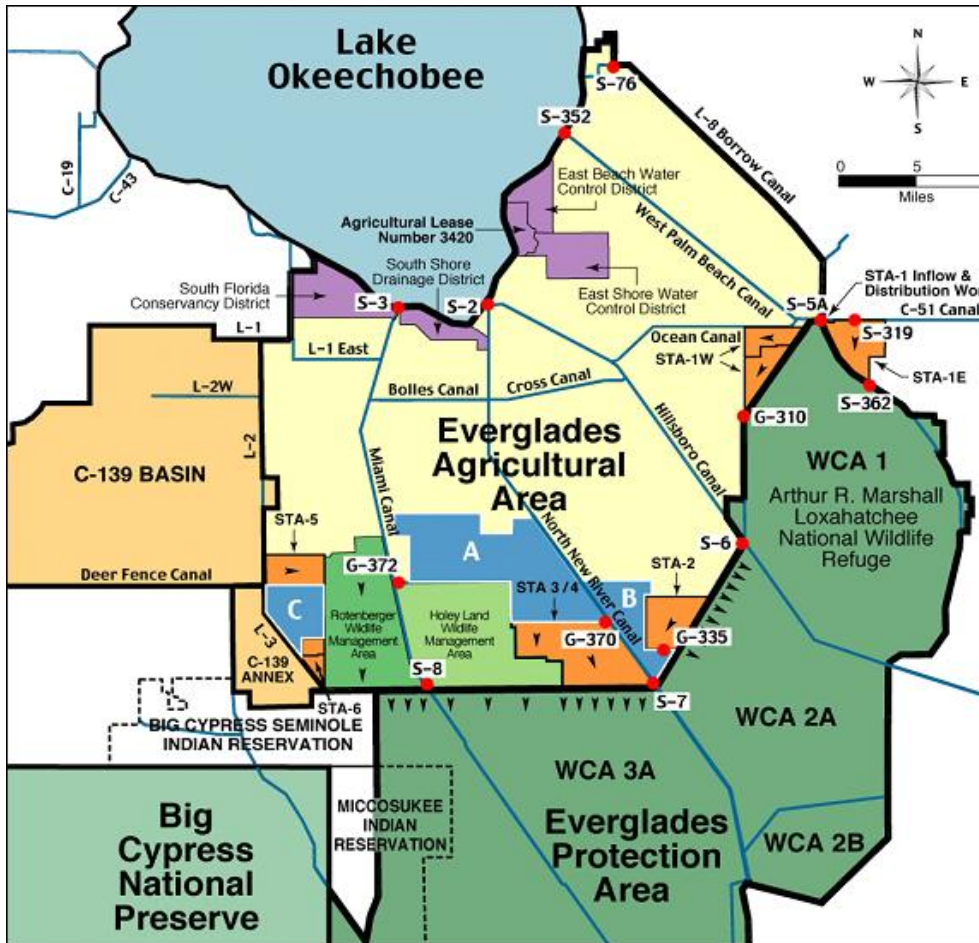 Lake
Okeechobee
N
W
E
S
S-76
S-352
L-8 Borrow Canal
0
5
Miles
C-19
C-43
East Beach Water
Control District
Agricultural Lease
Number 3420
West Palm Beach Canal
South Shore
Drainage District
South Florida
Conservancy District
S-3
S-2
East Shore Water
Control District
STA-1 Inflow &
Distribution Wo
S-5A
C-51 Canal
L-1
Ocean Canal
S-319
L-1 East
STA-1W
STA-1E
Bolles Canal
Cross Canal
L-2W
S-362
Hillsboro Canal
G-310
L-2
Everglades
Agricultural
Area
C-139 BASIN
Miami Canal
WCA 1
Arthur R. Marshall
Loxahatchee
National Wildlife
Refuge
North New River Canal
STA-5
S-6
A
Deer Fence Canal
G-372
STA 3/4
STA-2
B
C
Rotenberger
Wildlife
Management
Area
Holey Land
Wildlife
Management
Area
G-370
G-335
L-3
C-139
ANNEX
S-8
S-7
STA-6
BIG CYPRESS SEMINOLE
INDIAN RESERVATION
WCA 2A
WCA 3A
MICCOSUKEE
INDIAN
RESERVATION
Big
Cypress
National
Preserve
Everglades
Protection
Area
WCA 2B